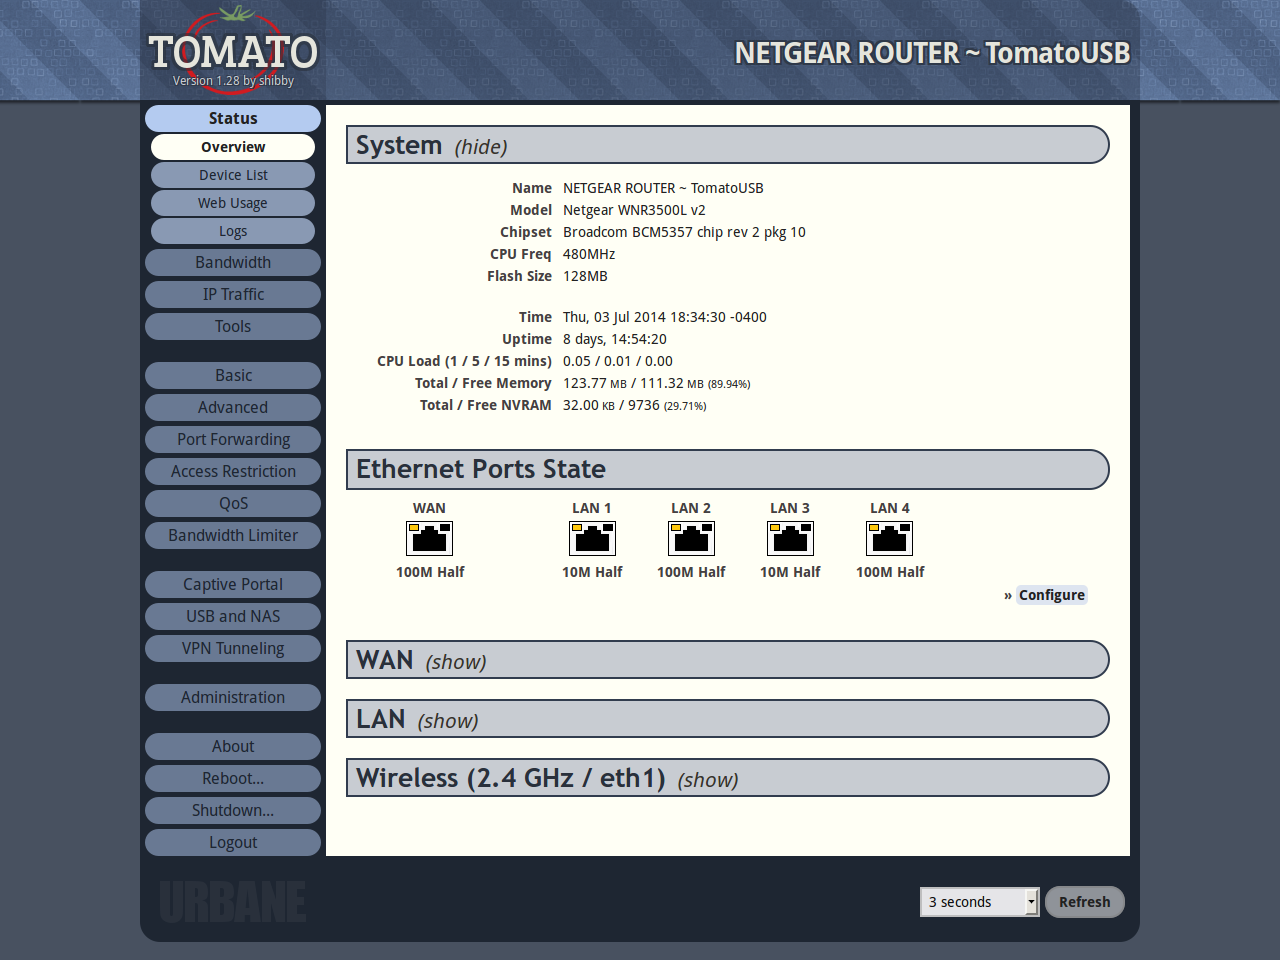 TOMATO
Version 1.28 by shibby
NETGEAR ROUTER ~ TomatoUSB
Status
Overview
Device List
Web Usage
Logs
Bandwidth
IP Traffic
Tools
Basic
Advanced
Port Forwarding
Access Restriction
QoS
Bandwidth Limiter
Captive Portal
USB and NAS
VPN Tunneling
Administration
About
Reboot...
Shutdown...
Logout
System (hide)
Name NETGEAR ROUTER ~ TomatoUSB
Model Netgear WNR3500L v2
Chipset Broadcom BCM5357 chip rev 2 pkg 10
CPU Freq 480MHz
Flash Size 128MB
Time Thu, 03 Jul 2014 18:34:30 -0400
Uptime 8 days, 14:54:20
CPU Load (1 / 5 / 15 mins) 0.05 / 0.01 / 0.00
Total / Free Memory 123.77 MB / 111.32 MB (89.94%)
Total / Free NVRAM 32.00 KB / 9736 (29.71%)
Ethernet Ports State
WAN LAN 1 LAN 2 LAN 3 LAN 4
100M Half 10M Half 100M Half 10M Half 100M Half
» Configure
WAN (show)
LAN (show)
Wireless (2.4 GHz / eth1) (show)
URBANE
3 seconds Refresh